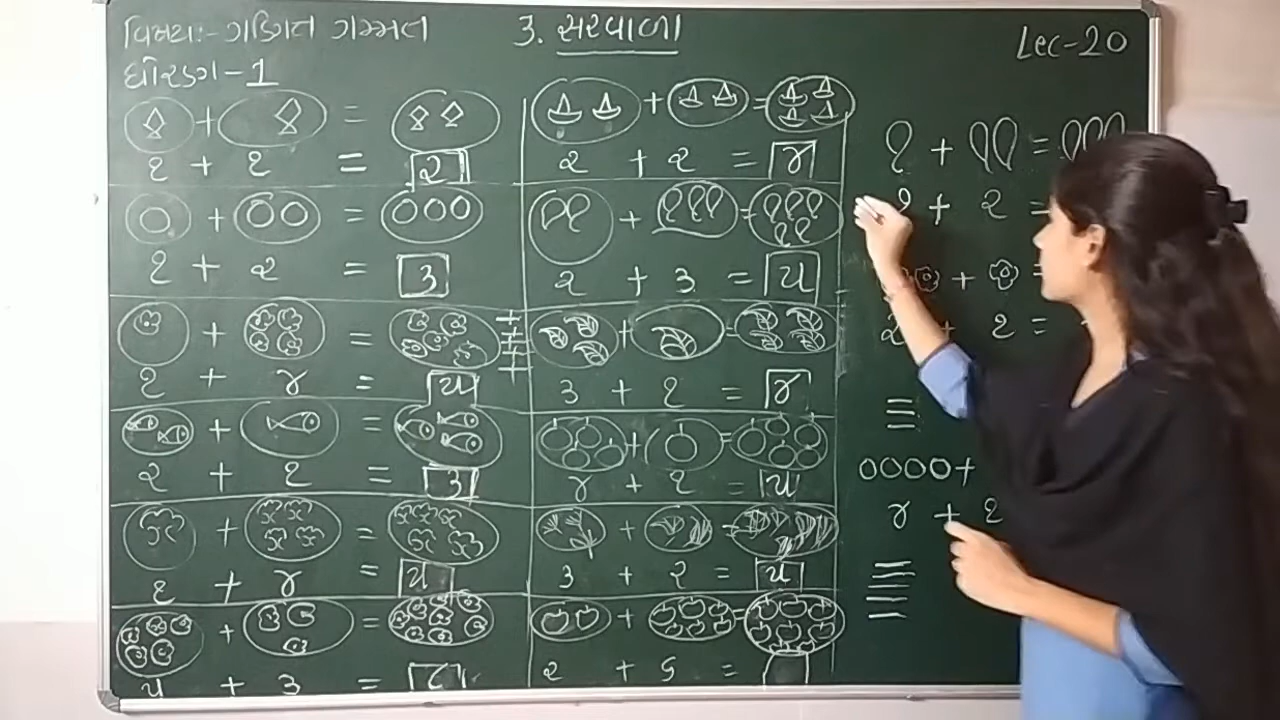 વિષય:- ગણિત ગમ્મત
3. સરવાળા
Lec-20
ધોરણ-1
૧ + ૧ = ૨
૧ + ૨ = ૩
૧ + ૪ = ૫
૨ + ૧ = ૩
૧ + ૪ = ૫
૫ + ૩ = ૮
૨ + ૨ = ૪
૨ + ૩ = ૫
૩ + ૧ = ૪
૪ + ૧ = ૫
૩ + ૨ = ૫
૨ + ૬ =
૧ + ૨ =
૨ + ૧ =
૪ + ૧